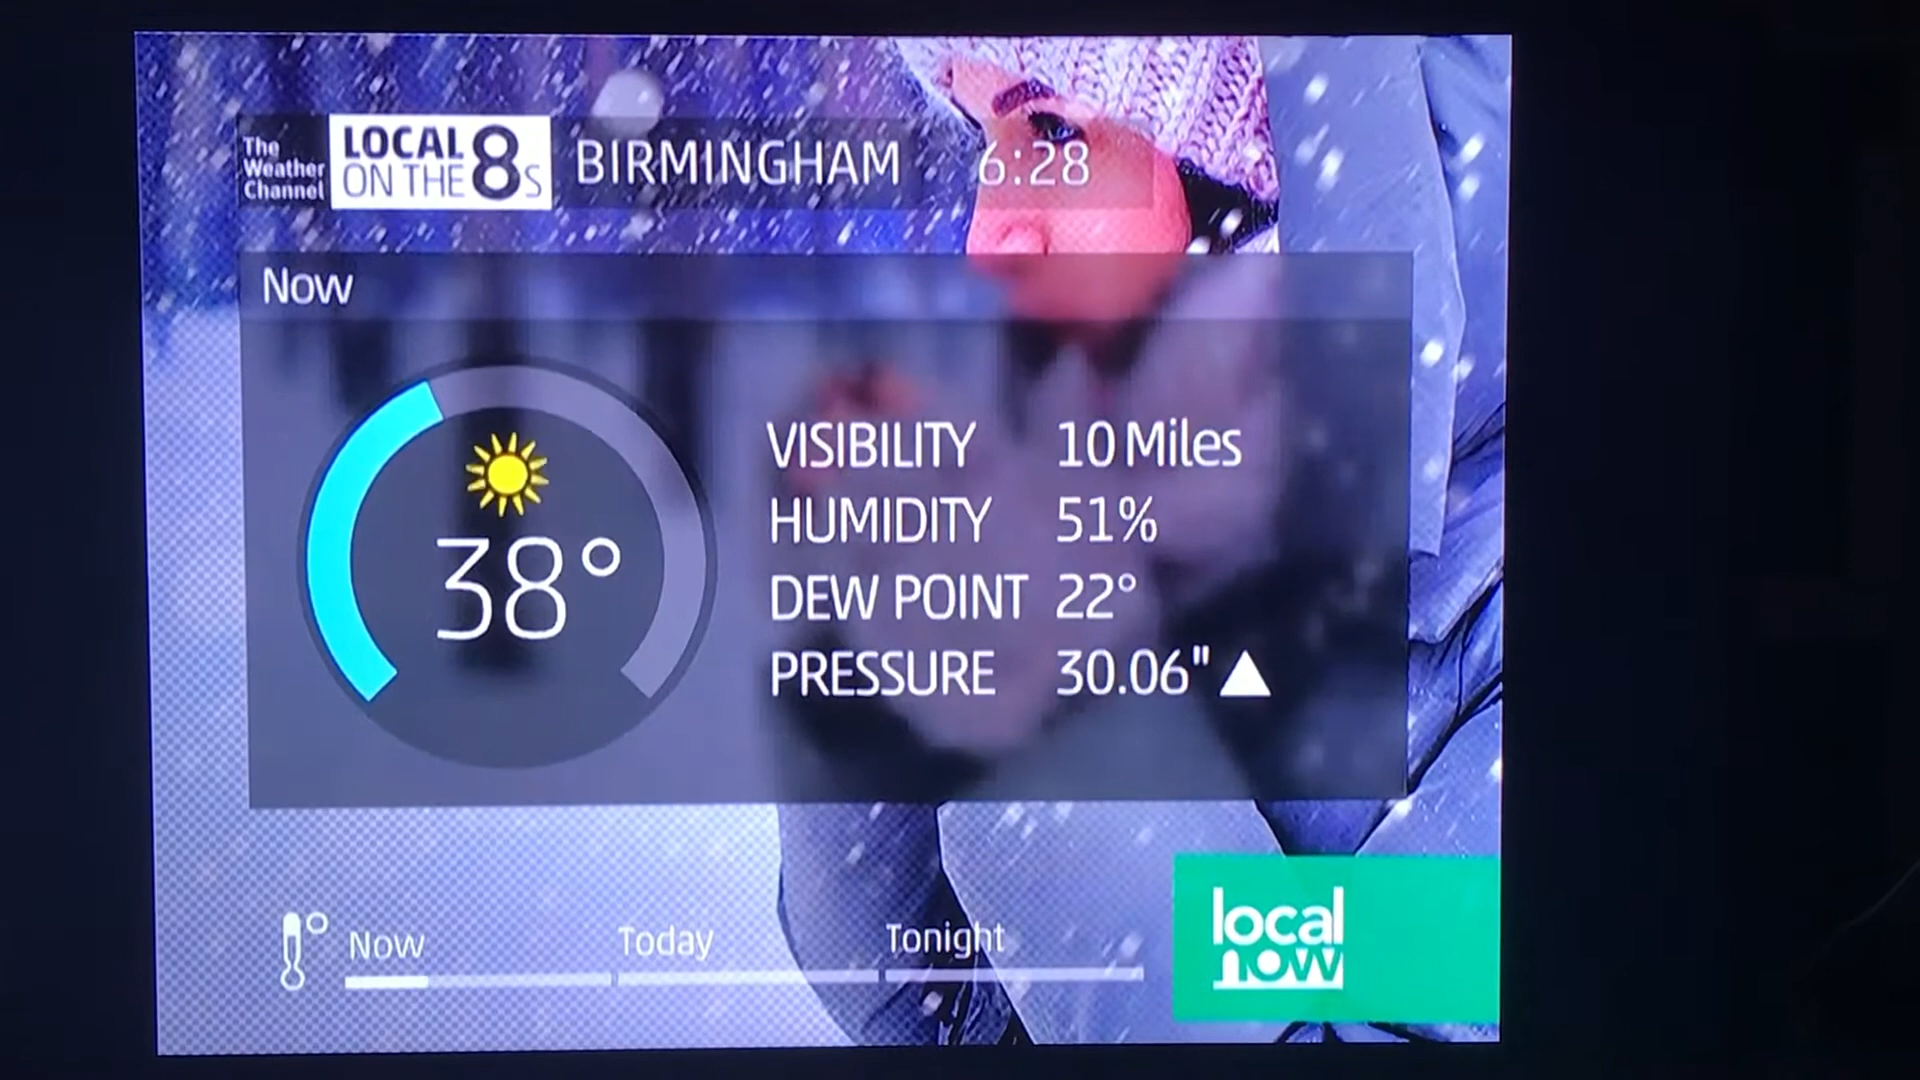 The
Weather
Channel
LOCAL
ON THE 8s
BIRMINGHAM 6:28
Now
38°
VISIBILITY 10 Miles
HUMIDITY 51%
DEW POINT 22°
PRESSURE 30.06"
Now Today Tonight
local
now